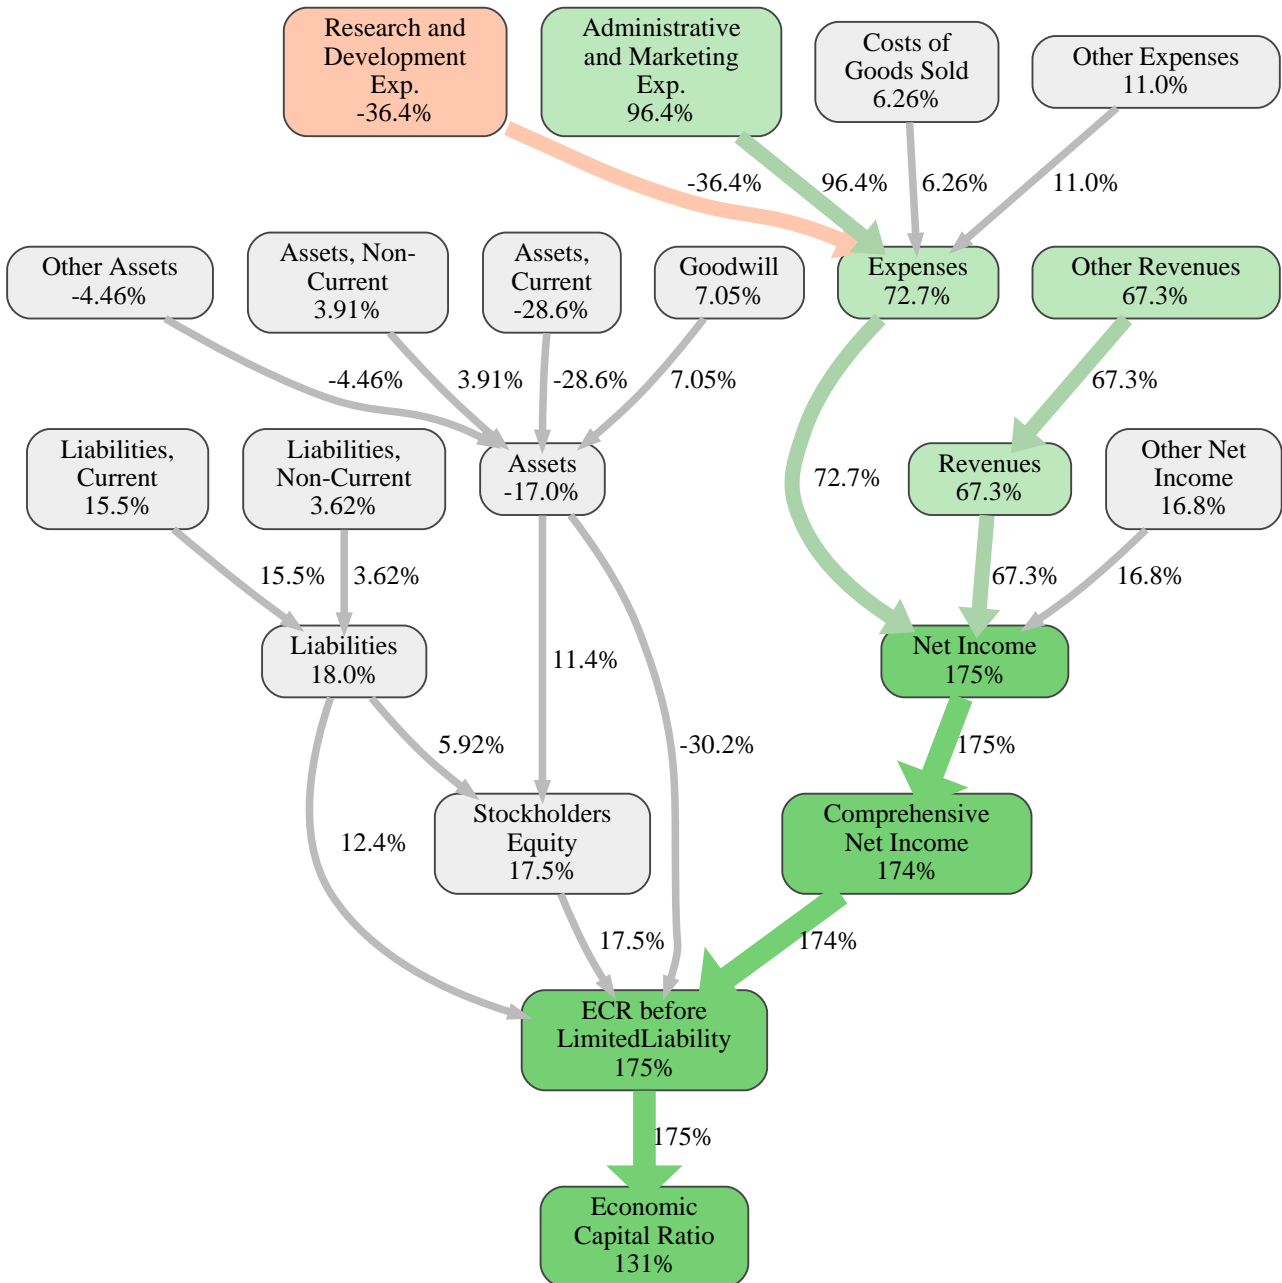 Research and
Development
Exp.
-36.4%
Administrative
and Marketing
Exp.
96.4%
Costs of
Goods Sold
6.26%
Other Expenses
11.0%
-36.4%
96.4%
6.26%
11.0%
Other Assets
-4.46%
Assets, Non-
Current
3.91%
Assets,
Current
-28.6%
Goodwill
7.05%
Expenses
72.7%
Other Revenues
67.3%
-4.46%
3.91%
-28.6%
7.05%
67.3%
Liabilities,
Current
15.5%
Liabilities,
Non-Current
3.62%
Assets
-17.0%
72.7%
Revenues
67.3%
Other Net
Income
16.8%
15.5%
3.62%
67.3%
16.8%
Liabilities
18.0%
11.4%
Net Income
175%
5.92%
-30.2%
175%
12.4%
Stockholders
Equity
17.5%
Comprehensive
Net Income
174%
17.5%
174%
ECR before
LimitedLiability
175%
175%
Economic
Capital Ratio
131%